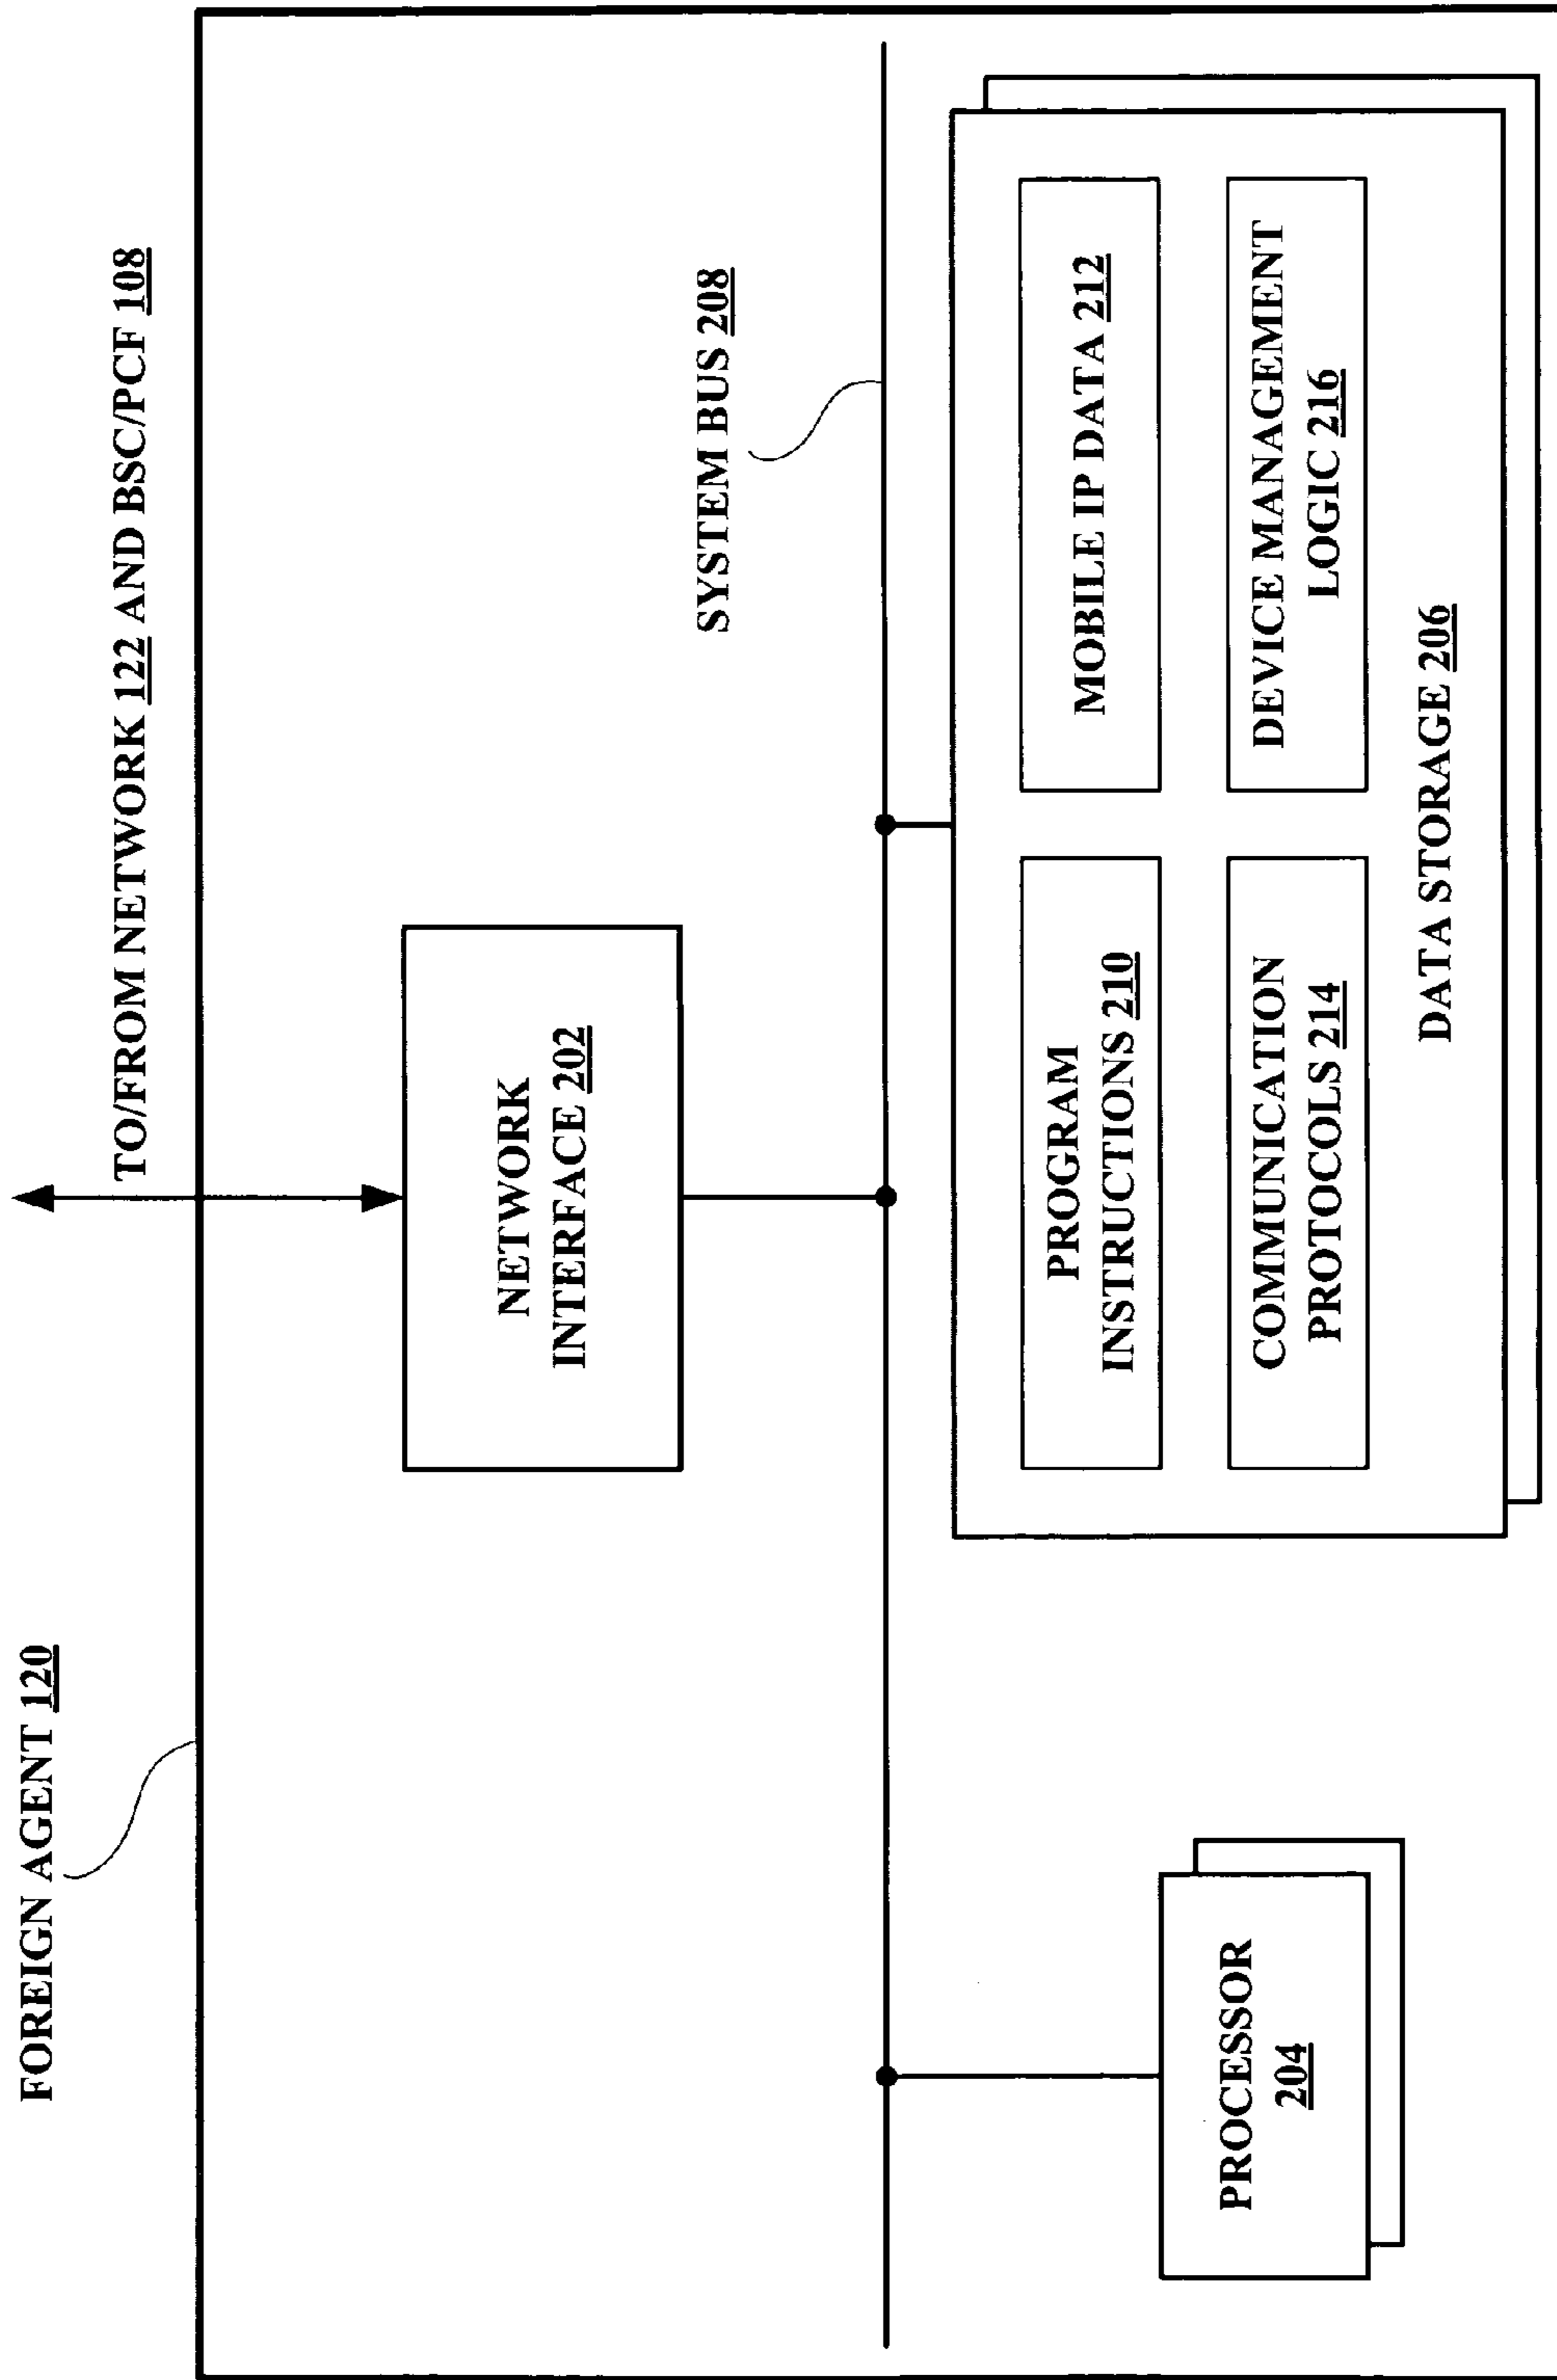 FOREIGN AGENT 120
TO/FROM NETWORK 122 AND BSC/PCF 108
NETWORK
INTERFACE 202
SYSTEM BUS 208
PROCESSOR
204
PROGRAM
INSTRUCTIONS 210
MOBILE IP DATA 212
COMMUNICATION
PROTOCOLS 214
DEVICE MANAGEMENT
LOGIC 216
DATA STORAGE 206